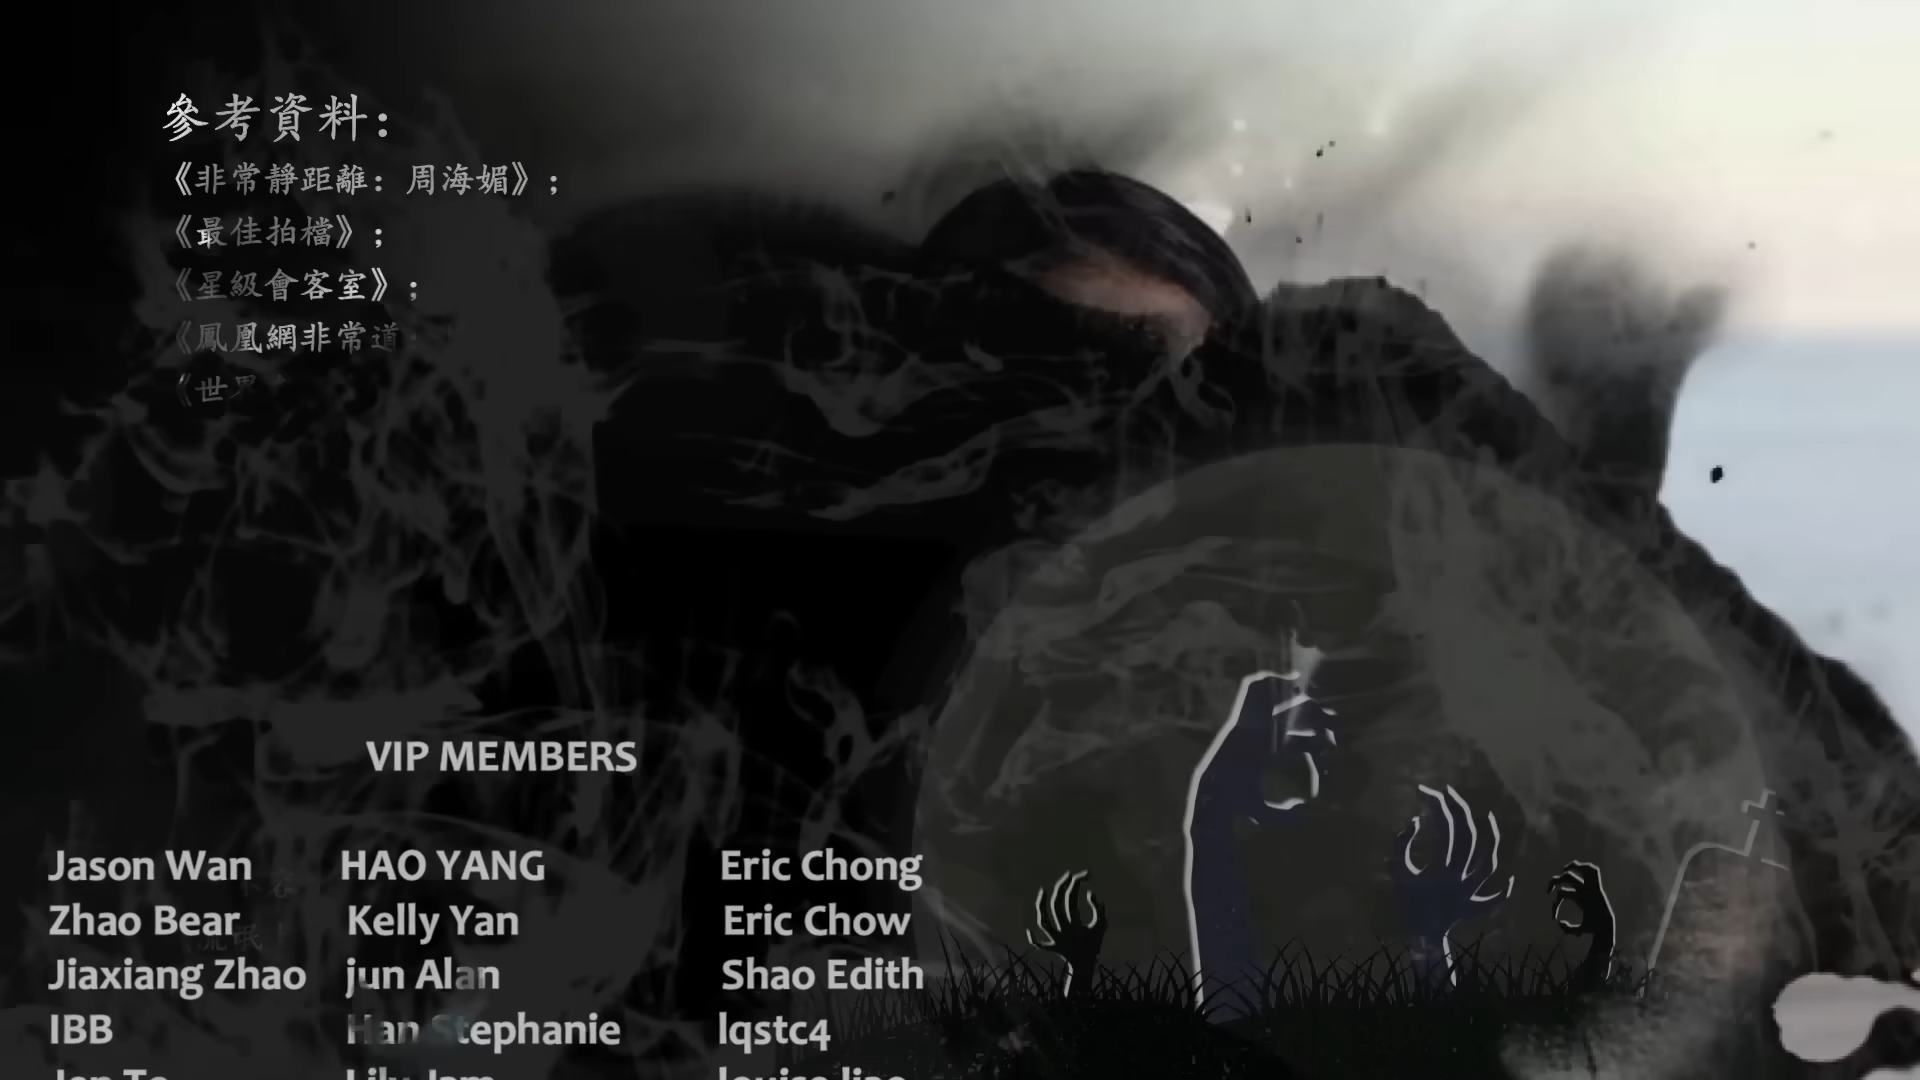 參考資料：
《非常靜距離：周海媚》；
《最佳拍檔》；
《星級會客室》；
《鳳凰網非常道
《世界
VIP MEMBERS
Jason Wan HAO YANG Eric Chong
Zhao Bear Kelly Yan Eric Chow
Jiaxiang Zhao jun Alan Shao Edith
IBB Han Stephanie lqstc4